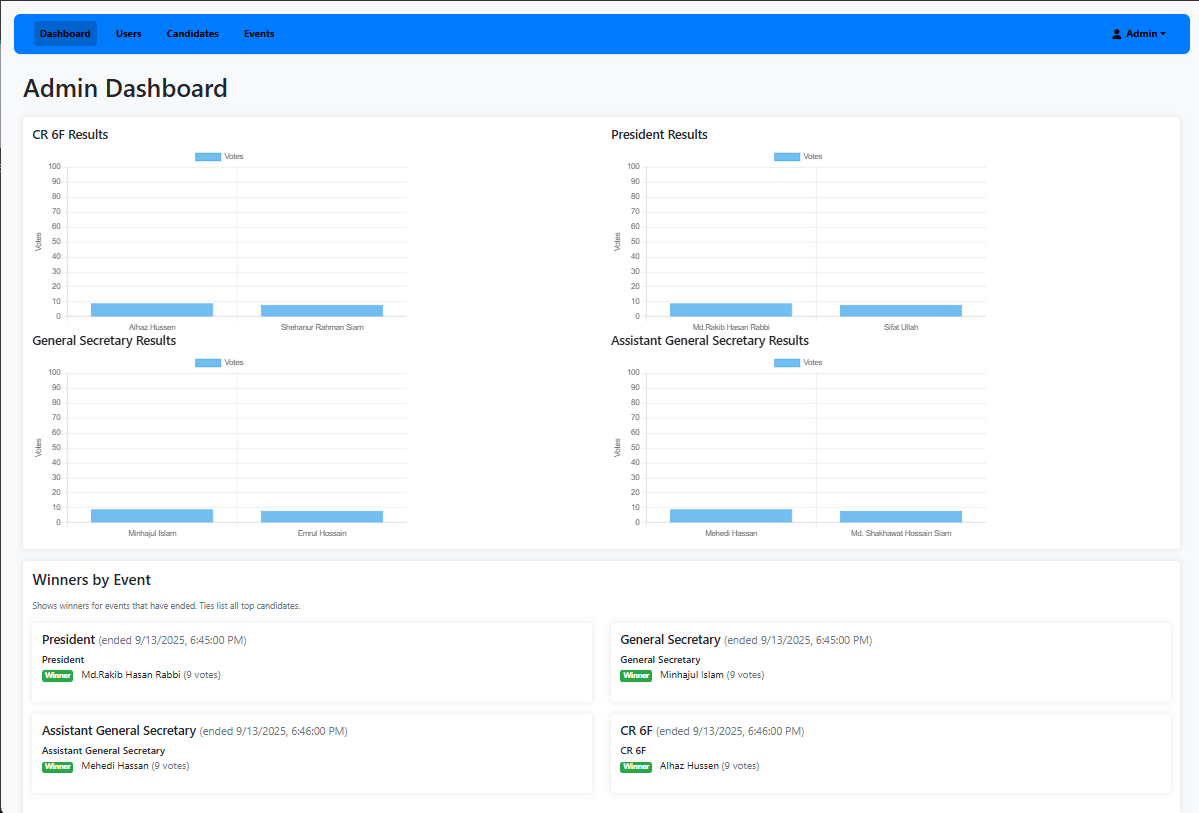 Dashboard Users Candidates Events Admin
Admin Dashboard
CR 6F Results
Votes
100
90
80
70
60
50
40
30
20
10
0
Votes
Alhaz Hussen Shehanur Rahman Siam
President Results
Votes
100
90
80
70
60
50
40
30
20
10
0
Votes
Md.Rakib Hasan Rabbi Sifat Ullah
General Secretary Results
Votes
100
90
80
70
60
50
40
30
20
10
0
Votes
Minhajul Islam Emrul Hossain
Assistant General Secretary Results
Votes
100
90
80
70
60
50
40
30
20
10
0
Votes
Mehedi Hassan Md. Shakhawat Hossain Siam
Winners by Event
Shows winners for events that have ended. Ties list all top candidates.
President (ended 9/13/2025, 6:45:00 PM)
President
Winner Md.Rakib Hasan Rabbi (9 votes)
General Secretary (ended 9/13/2025, 6:45:00 PM)
General Secretary
Winner Minhajul Islam (9 votes)
Assistant General Secretary (ended 9/13/2025, 6:46:00 PM)
Assistant General Secretary
Winner Mehedi Hassan (9 votes)
CR 6F (ended 9/13/2025, 6:46:00 PM)
CR 6F
Winner Alhaz Hussen (9 votes)